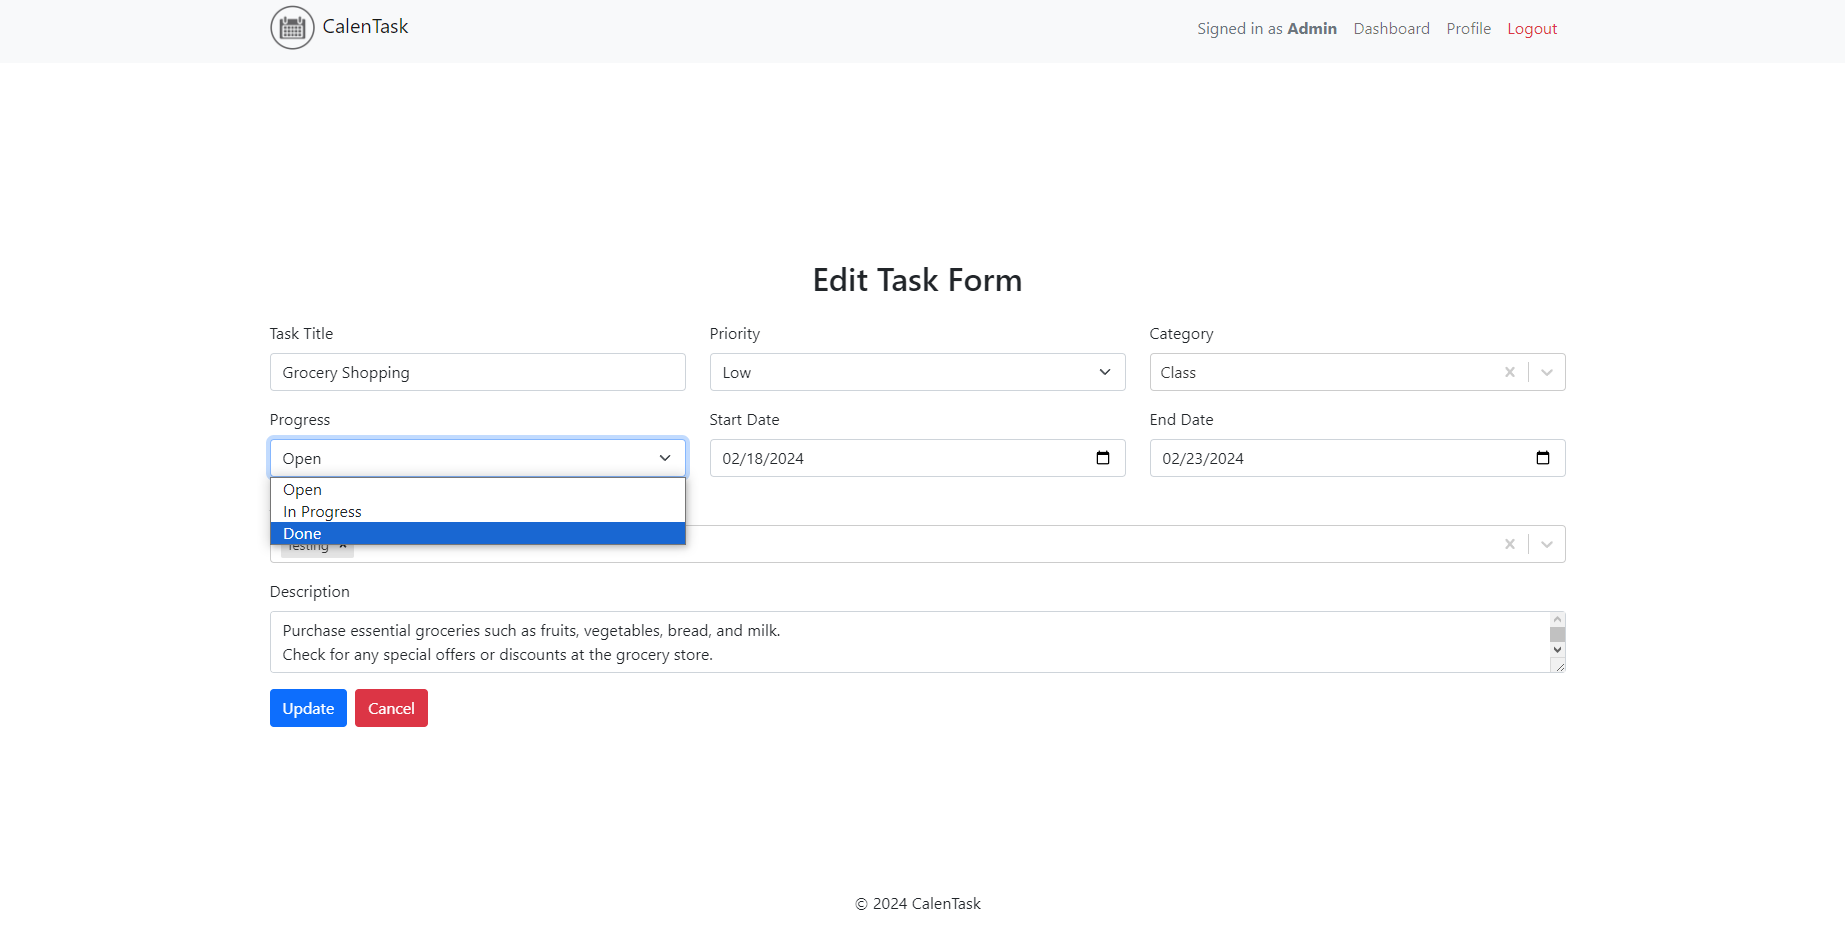 CalenTask
Signed in as Admin Dashboard Profile Logout
Edit Task Form
Task Title
Priority
Category
Grocery Shopping
Low
Class
Progress
Start Date
End Date
Open
02/18/2024
02/23/2024
Open
In Progress
Done
Testing
Description
Purchase essential groceries such as fruits, vegetables, bread, and milk.
Check for any special offers or discounts at the grocery store.
Update
Cancel
© 2024 CalenTask